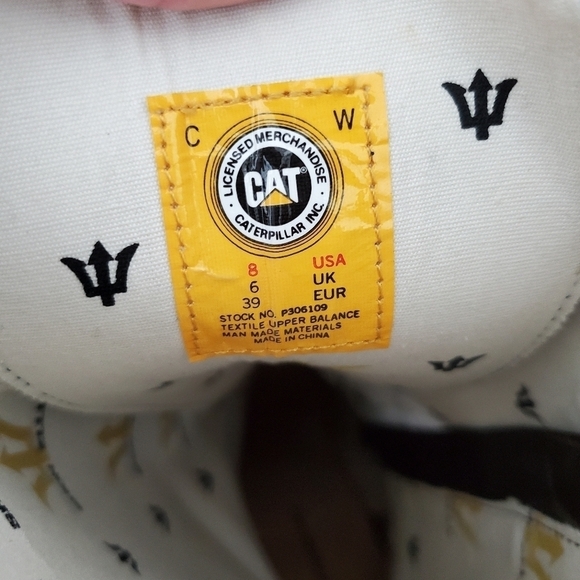 C W
LICENSED MERCHANDISE
CAT®
CATERPILLAR INC.
8 USA
6 UK
39 EUR
STOCK NO. P306109
TEXTILE UPPER BALANCE
MAN MADE MATERIALS
MADE IN CHINA